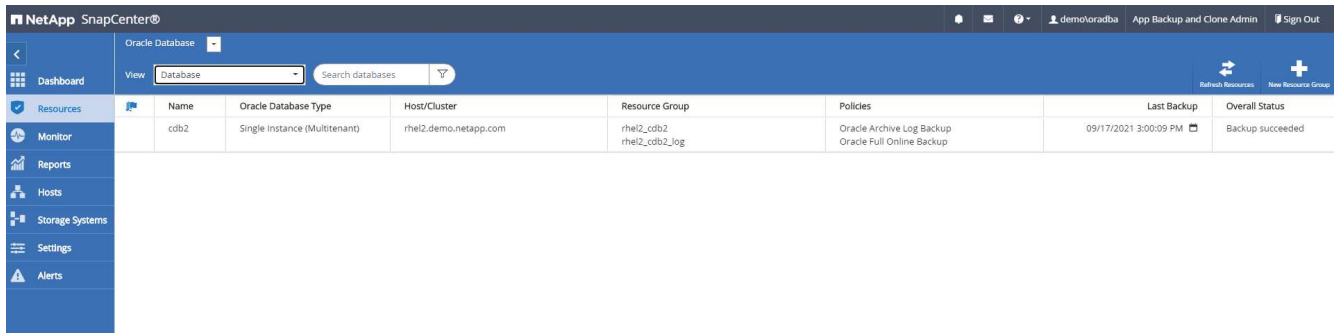 NetApp SnapCenter®
demo\oradba App Backup and Clone Admin Sign Out
Oracle Database
View Database Search databases
Refresh Resources New Resource Group
Dashboard
Resources
Monitor
Reports
Hosts
Storage Systems
Settings
Alerts
Name Oracle Database Type Host/Cluster Resource Group Policies Last Backup Overall Status
cdb2 Single Instance (Multitenant) rhel2.demo.netapp.com rhel2_cdb2 Oracle Archive Log Backup 09/17/2021 3:00:09 PM Backup succeeded
rhel2_cdb2_log Oracle Full Online Backup